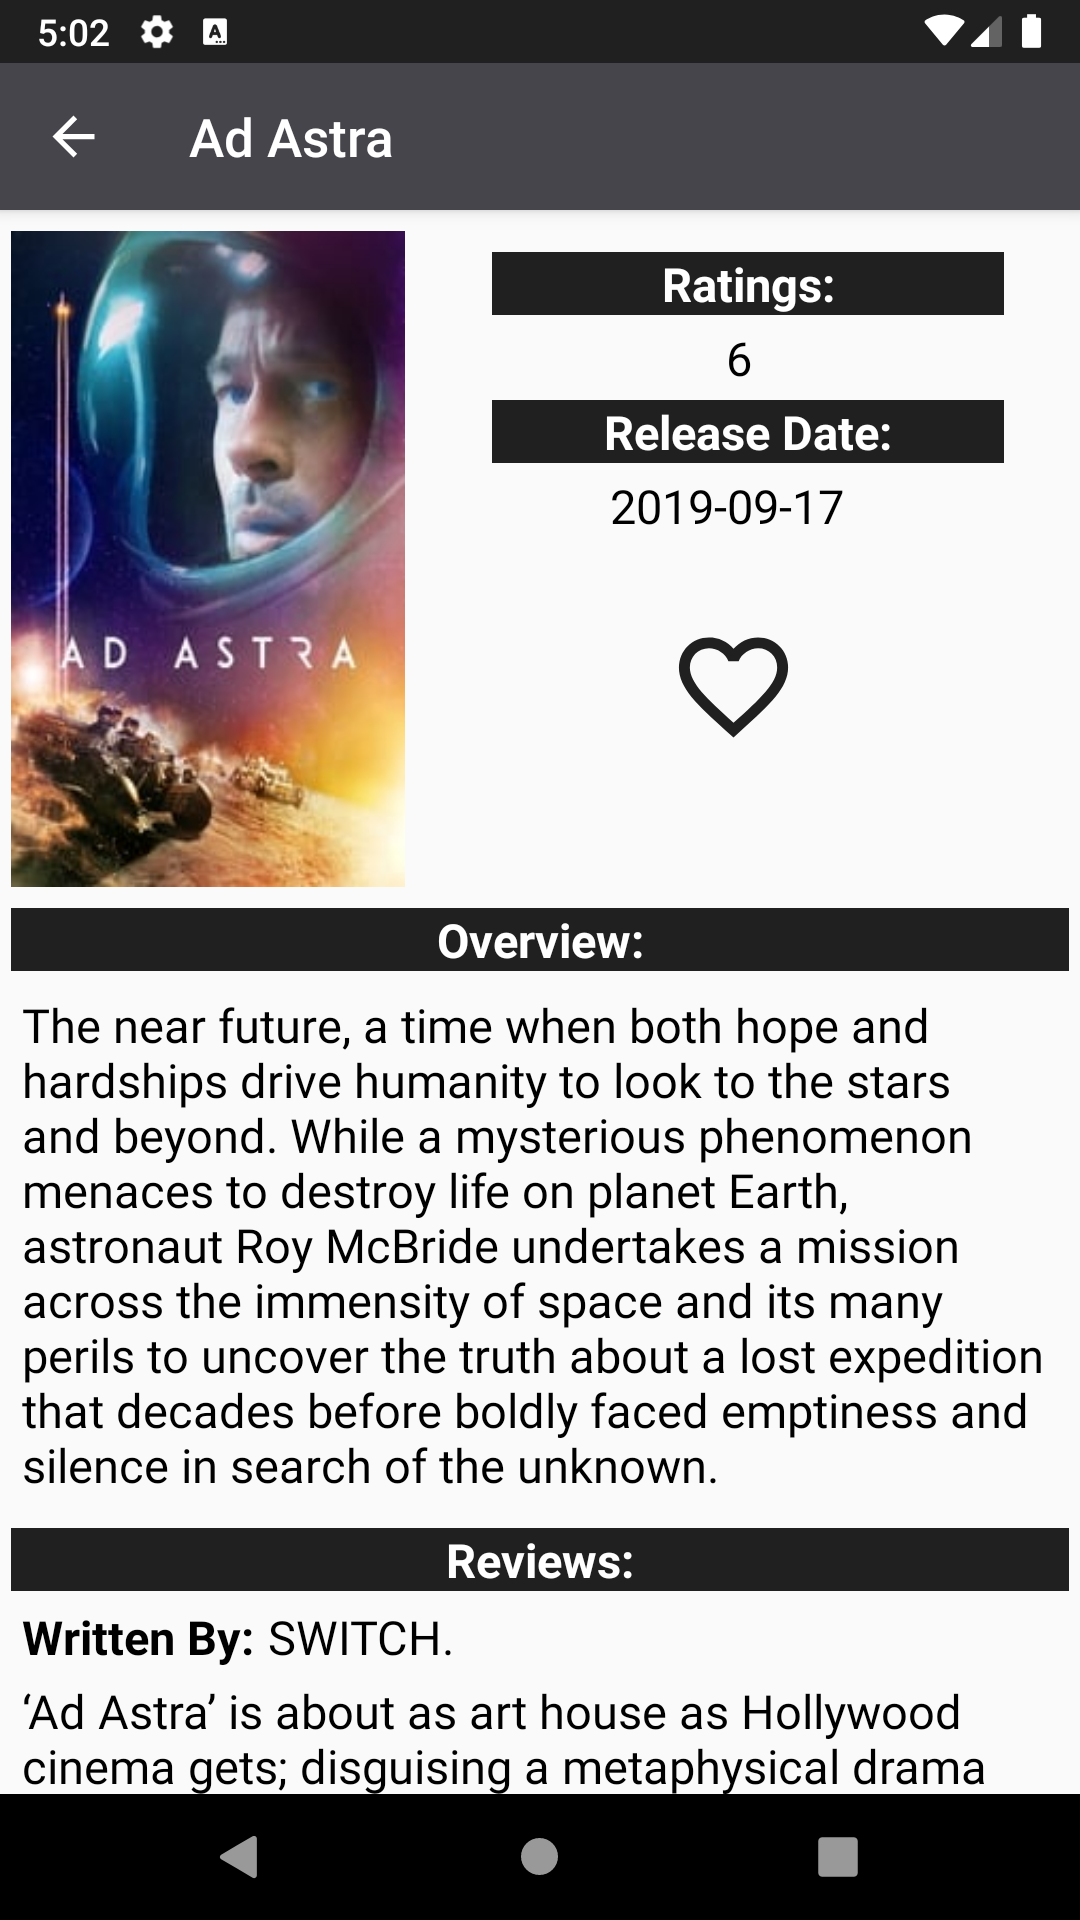 5:02
Ad Astra
AD ASTRA
Ratings:
6
Release Date:
2019-09-17
Overview:
The near future, a time when both hope and
hardships drive humanity to look to the stars
and beyond. While a mysterious phenomenon
menaces to destroy life on planet Earth,
astronaut Roy McBride undertakes a mission
across the immensity of space and its many
perils to uncover the truth about a lost expedition
that decades before boldly faced emptiness and
silence in search of the unknown.
Reviews:
Written By: SWITCH.
‘Ad Astra’ is about as art house as Hollywood
cinema gets; disguising a metaphysical drama